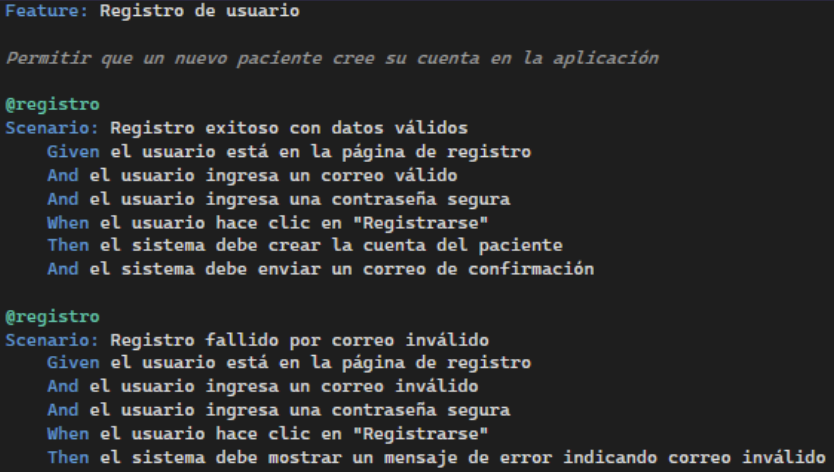 Feature: Registro de usuario
Permitir que un nuevo paciente cree su cuenta en la aplicación
@registro
Scenario: Registro exitoso con datos válidos
Given el usuario está en la página de registro
And el usuario ingresa un correo válido
And el usuario ingresa una contraseña segura
When el usuario hace clic en "Registrarse"
Then el sistema debe crear la cuenta del paciente
And el sistema debe enviar un correo de confirmación
@registro
Scenario: Registro fallido por correo inválido
Given el usuario está en la página de registro
And el usuario ingresa un correo inválido
And el usuario ingresa una contraseña segura
When el usuario hace clic en "Registrarse"
Then el sistema debe mostrar un mensaje de error indicando correo inválido